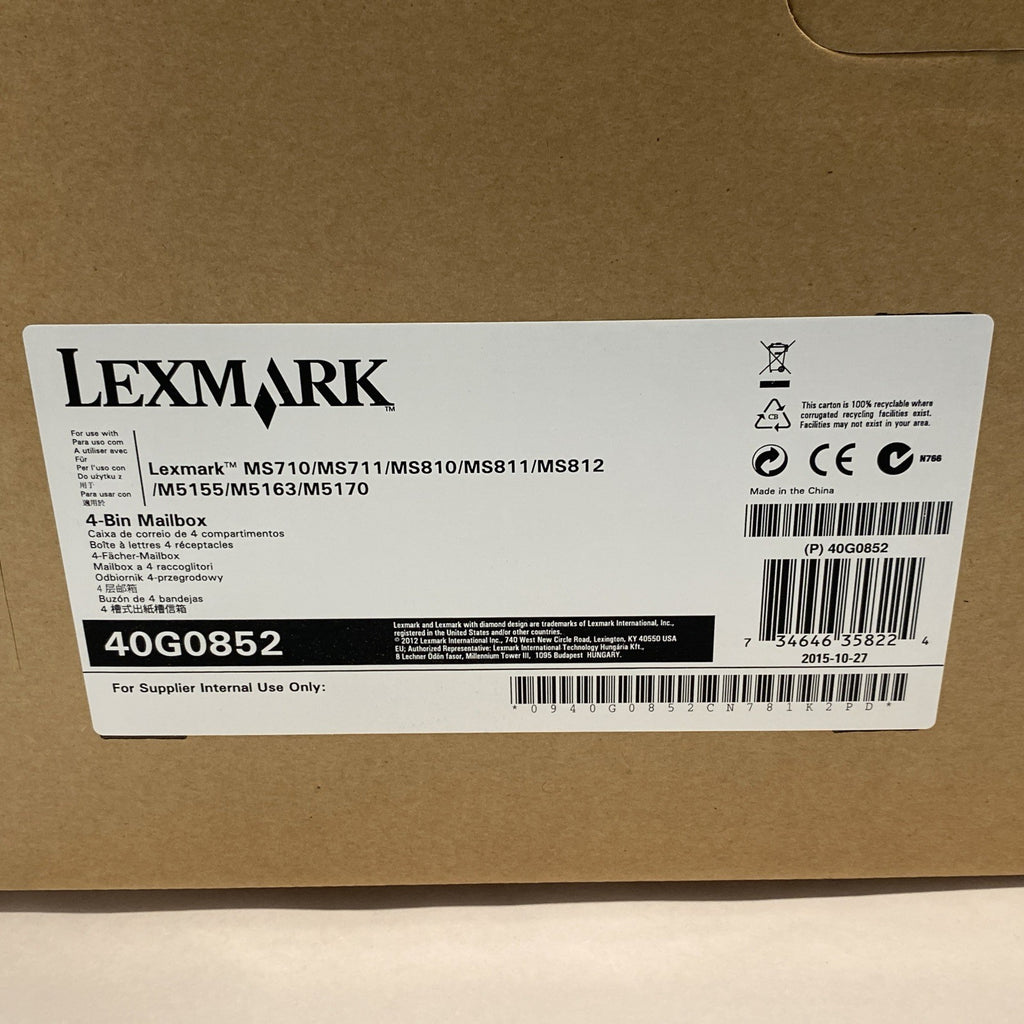 LEXMARK™
For use with
Para uso com
A utiliser avec
Für
Per l'uso con
Do użytku z
用于
Para usar con
適用於
Lexmark™ MS710/MS711/MS810/MS811/MS812
/M5155/M5163/M5170
4-Bin Mailbox
Caixa de correio de 4 compartimentos
Boîte à lettres 4 réceptacles
4-Fächer-Mailbox
Mailbox a 4 raccoglitori
Odbiornik 4-przegrodowy
4 层邮箱
Buzón de 4 bandejas
4 槽式出紙槽信箱
40G0852
Lexmark and Lexmark with diamond design are trademarks of Lexmark International, Inc.,
registered in the United States and/or other countries.
© 2012 Lexmark International Inc., 740 West New Circle Road, Lexington, KY 40550 USA
EU; Authorized Representative: Lexmark International Technology Hungária Kft.,
8 Lechner Ödön fasor, Millennium Tower III, 1095 Budapest HUNGARY.
CB
This carton is 100% recyclable where
corrugated recycling facilities exist.
Facilities may not exist in your area.
CE
N766
Made in the China
(P) 40G0852
7 34646 35822 4
2015-10-27
For Supplier Internal Use Only:
*0940G0852CN781K2PD*